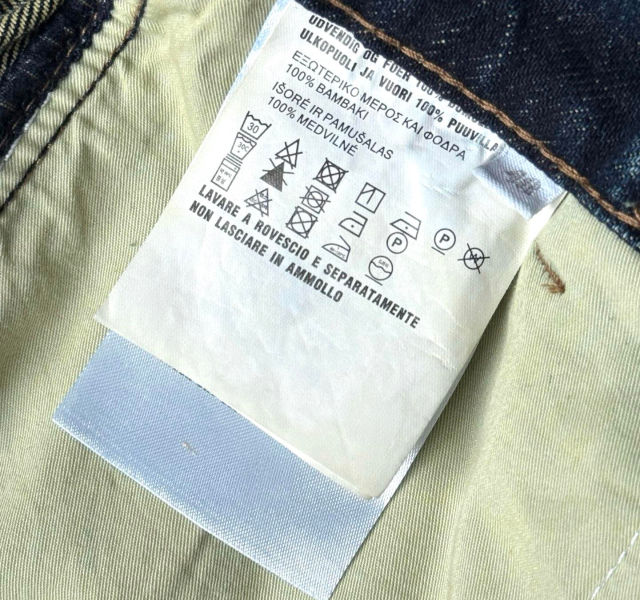 UDVENDIG OG FOER 100%
ULKOPUOLI JA VUORI 100% PUUVILLA
ΕΞΩΤΕΡΙΚΟ ΜΕΡΟΣ ΚΑΙ ΦΟΔΡΑ
100% ΒΑΜΒΑΚΙ
IŠORĖ IR PAMUŠALAS
100% MEDVILNĖ
30
30C
P
P
LAVARE A ROVESCIO E SEPARATAMENTE
NON LASCIARE IN AMMOLLO